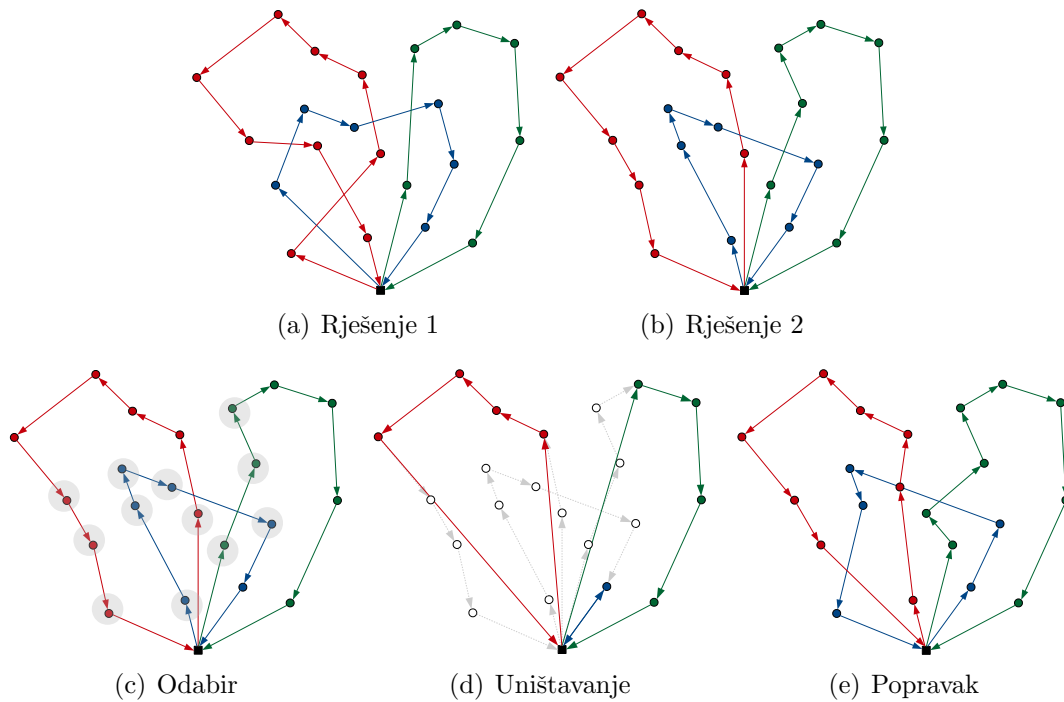 (a) Rješenje 1
(b) Rješenje 2
(c) Odabir
(d) Uništavanje
(e) Popravak